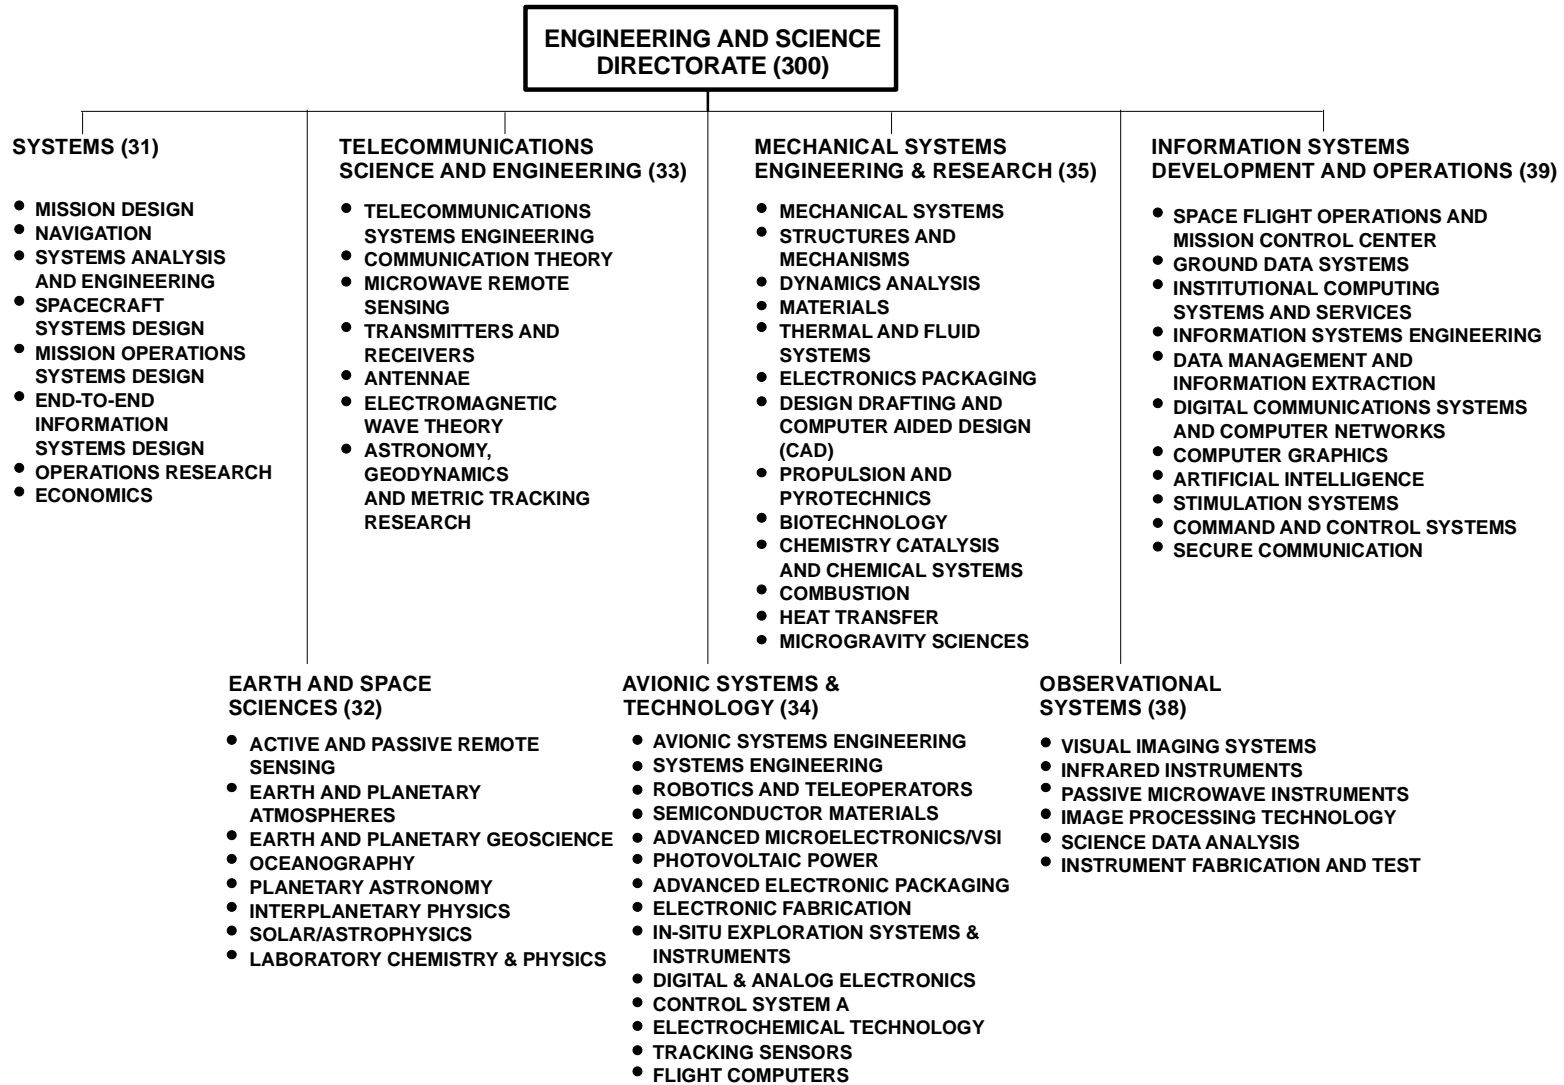 ENGINEERING AND SCIENCE
DIRECTORATE (300)
SYSTEMS (31)
• MISSION DESIGN
• NAVIGATION
• SYSTEMS ANALYSIS
AND ENGINEERING
• SPACECRAFT
SYSTEMS DESIGN
• MISSION OPERATIONS
SYSTEMS DESIGN
• END-TO-END
INFORMATION
SYSTEMS DESIGN
• OPERATIONS RESEARCH
• ECONOMICS
TELECOMMUNICATIONS
SCIENCE AND ENGINEERING (33)
• TELECOMMUNICATIONS
SYSTEMS ENGINEERING
• COMMUNICATION THEORY
• MICROWAVE REMOTE
SENSING
• TRANSMITTERS AND
RECEIVERS
• ANTENNAE
• ELECTROMAGNETIC
WAVE THEORY
• ASTRONOMY,
GEODYNAMICS
AND METRIC TRACKING
RESEARCH
MECHANICAL SYSTEMS
ENGINEERING & RESEARCH (35)
• MECHANICAL SYSTEMS
• STRUCTURES AND
MECHANISMS
• DYNAMICS ANALYSIS
• MATERIALS
• THERMAL AND FLUID
SYSTEMS
• ELECTRONICS PACKAGING
• DESIGN DRAFTING AND
COMPUTER AIDED DESIGN
(CAD)
• PROPULSION AND
PYROTECHNICS
• BIOTECHNOLOGY
• CHEMISTRY CATALYSIS
AND CHEMICAL SYSTEMS
• COMBUSTION
• HEAT TRANSFER
• MICROGRAVITY SCIENCES
INFORMATION SYSTEMS
DEVELOPMENT AND OPERATIONS (39)
• SPACE FLIGHT OPERATIONS AND
MISSION CONTROL CENTER
• GROUND DATA SYSTEMS
• INSTITUTIONAL COMPUTING
SYSTEMS AND SERVICES
• INFORMATION SYSTEMS ENGINEERING
• DATA MANAGEMENT AND
INFORMATION EXTRACTION
• DIGITAL COMMUNICATIONS SYSTEMS
AND COMPUTER NETWORKS
• COMPUTER GRAPHICS
• ARTIFICIAL INTELLIGENCE
• STIMULATION SYSTEMS
• COMMAND AND CONTROL SYSTEMS
• SECURE COMMUNICATION
EARTH AND SPACE
SCIENCES (32)
• ACTIVE AND PASSIVE REMOTE
SENSING
• EARTH AND PLANETARY
ATMOSPHERES
• EARTH AND PLANETARY GEOSCIENCE
• OCEANOGRAPHY
• PLANETARY ASTRONOMY
• INTERPLANETARY PHYSICS
• SOLAR/ASTROPHYSICS
• LABORATORY CHEMISTRY & PHYSICS
AVIONIC SYSTEMS &
TECHNOLOGY (34)
• AVIONIC SYSTEMS ENGINEERING
• SYSTEMS ENGINEERING
• ROBOTICS AND TELEOPERATORS
• SEMICONDUCTOR MATERIALS
• ADVANCED MICROELECTRONICS/VSI
• PHOTOVOLTAIC POWER
• ADVANCED ELECTRONIC PACKAGING
• ELECTRONIC FABRICATION
• IN-SITU EXPLORATION SYSTEMS &
INSTRUMENTS
• DIGITAL & ANALOG ELECTRONICS
• CONTROL SYSTEM A
• ELECTROCHEMICAL TECHNOLOGY
• TRACKING SENSORS
• FLIGHT COMPUTERS
OBSERVATIONAL
SYSTEMS (38)
• VISUAL IMAGING SYSTEMS
• INFRARED INSTRUMENTS
• PASSIVE MICROWAVE INSTRUMENTS
• IMAGE PROCESSING TECHNOLOGY
• SCIENCE DATA ANALYSIS
• INSTRUMENT FABRICATION AND TEST